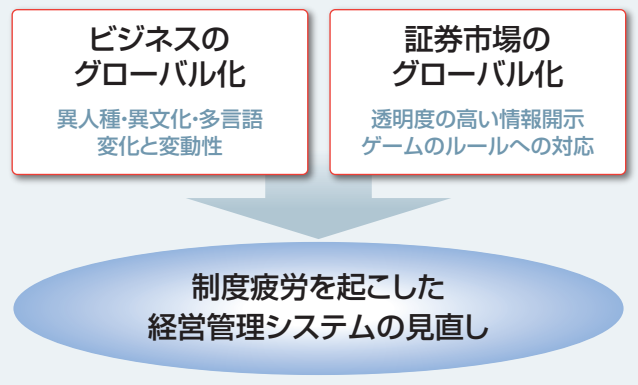 ビジネスの
グローバル化
異人種・異文化・多言語
変化と変動性
証券市場の
グローバル化
透明度の高い情報開示
ゲームのルールへの対応
制度疲労を起こした
経営管理システムの見直し